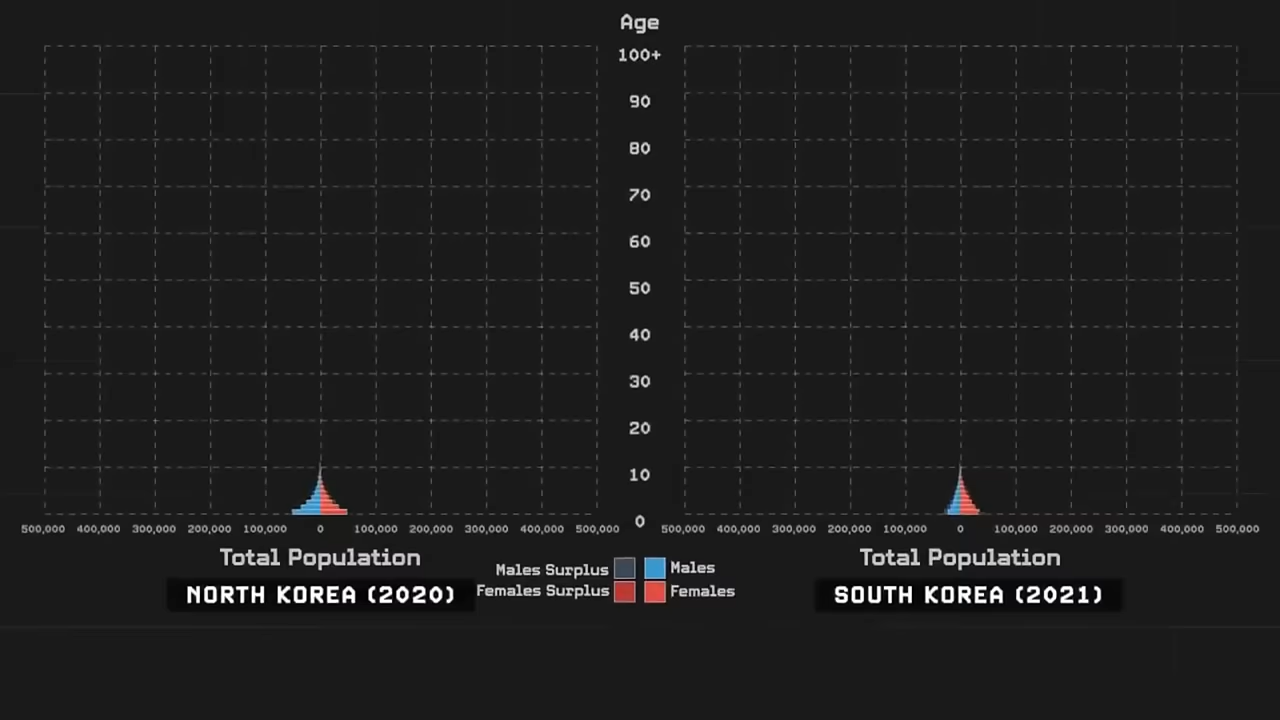 Age
100+
90
80
70
60
50
40
30
20
10
0
500,000 400,000 300,000 200,000 100,000 0 100,000 200,000 300,000 400,000 500,000
500,000 400,000 300,000 200,000 100,000 0 100,000 200,000 300,000 400,000 500,000
Total Population
NORTH KOREA (2020)
Males Surplus
Males
Females Surplus
Females
Total Population
SOUTH KOREA (2021)